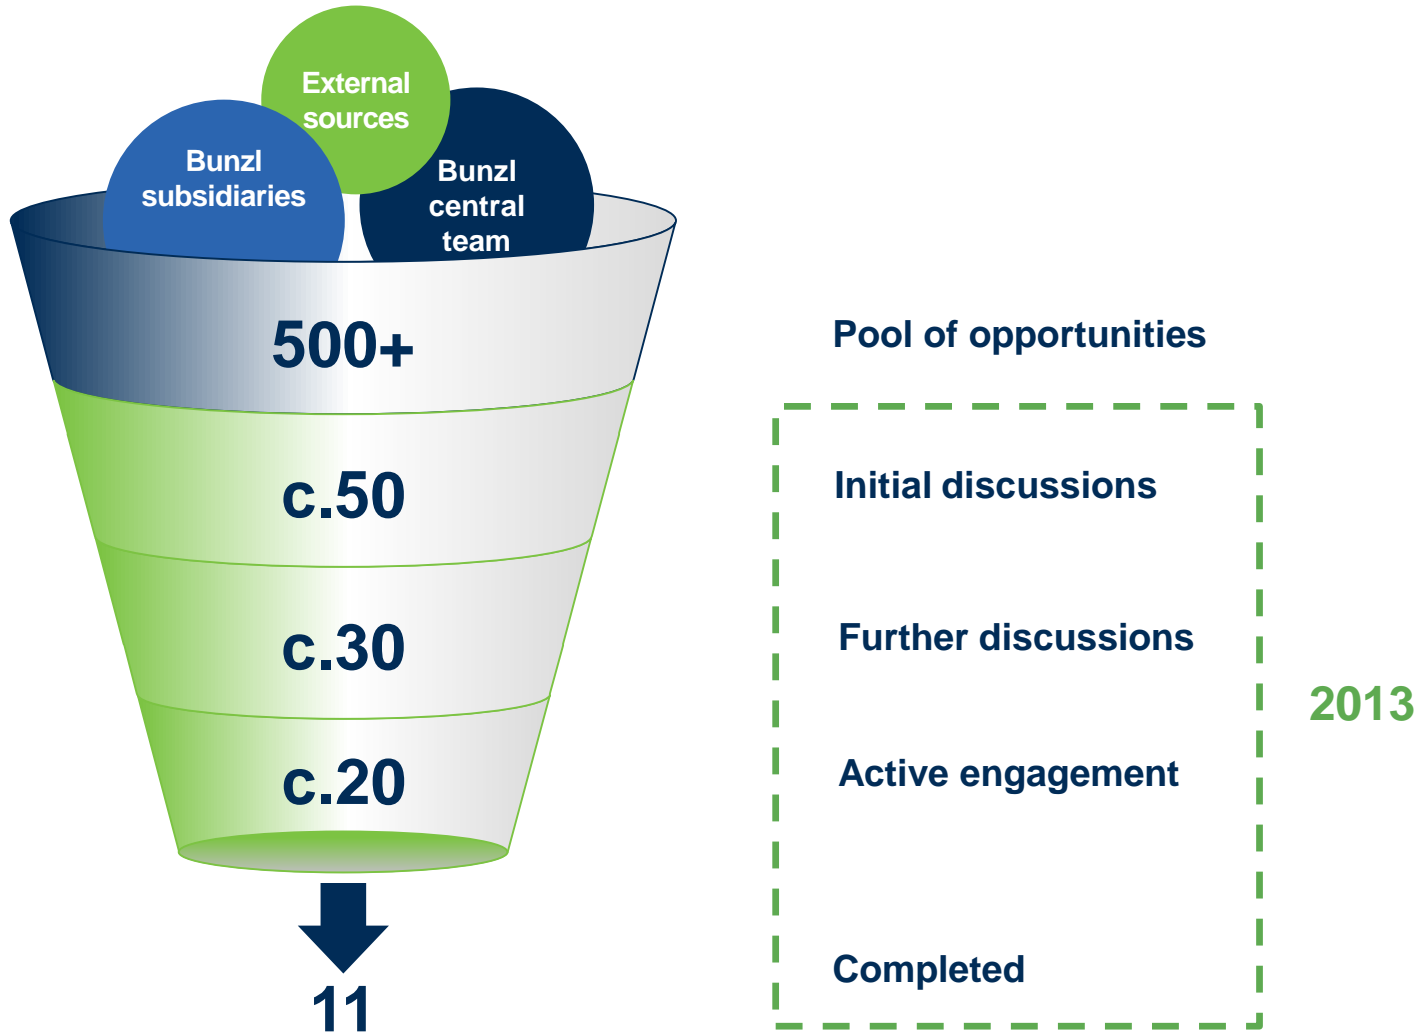 External
sources
Bunzl
subsidiaries
Bunzl
central
team
500+
Pool of opportunities
c.50
Initial discussions
c.30
Further discussions
2013
c.20
Active engagement
Completed
11